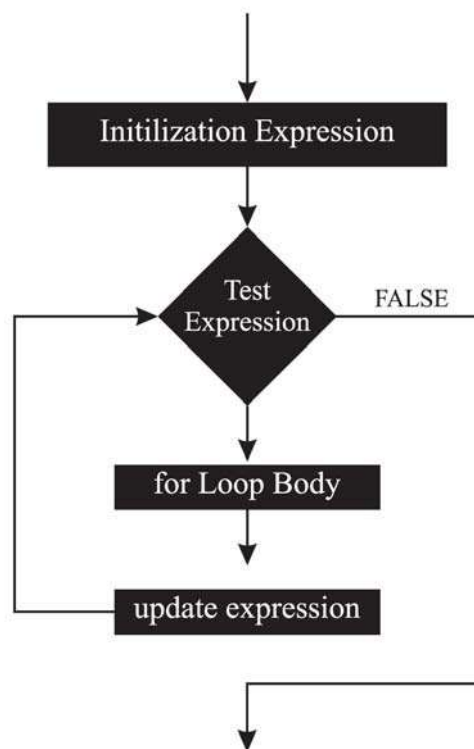 Initilization Expression
Test
Expression
FALSE
for Loop Body
update expression